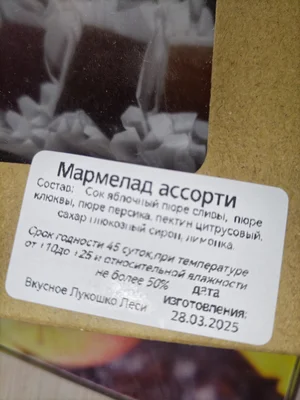 Мармелад ассорти
Состав: Сок яблочный пюре сливы, пюре
клюквы, пюре персика, пектин цитрусовый,
сахар глюкозный сироп, лимонка.
Срок годности 45 суток,при температуре
от +10до +25 и относительной влажности
не более 50%
дата
изготовления:
Вкусное Лукошко Леси
28.03.2025